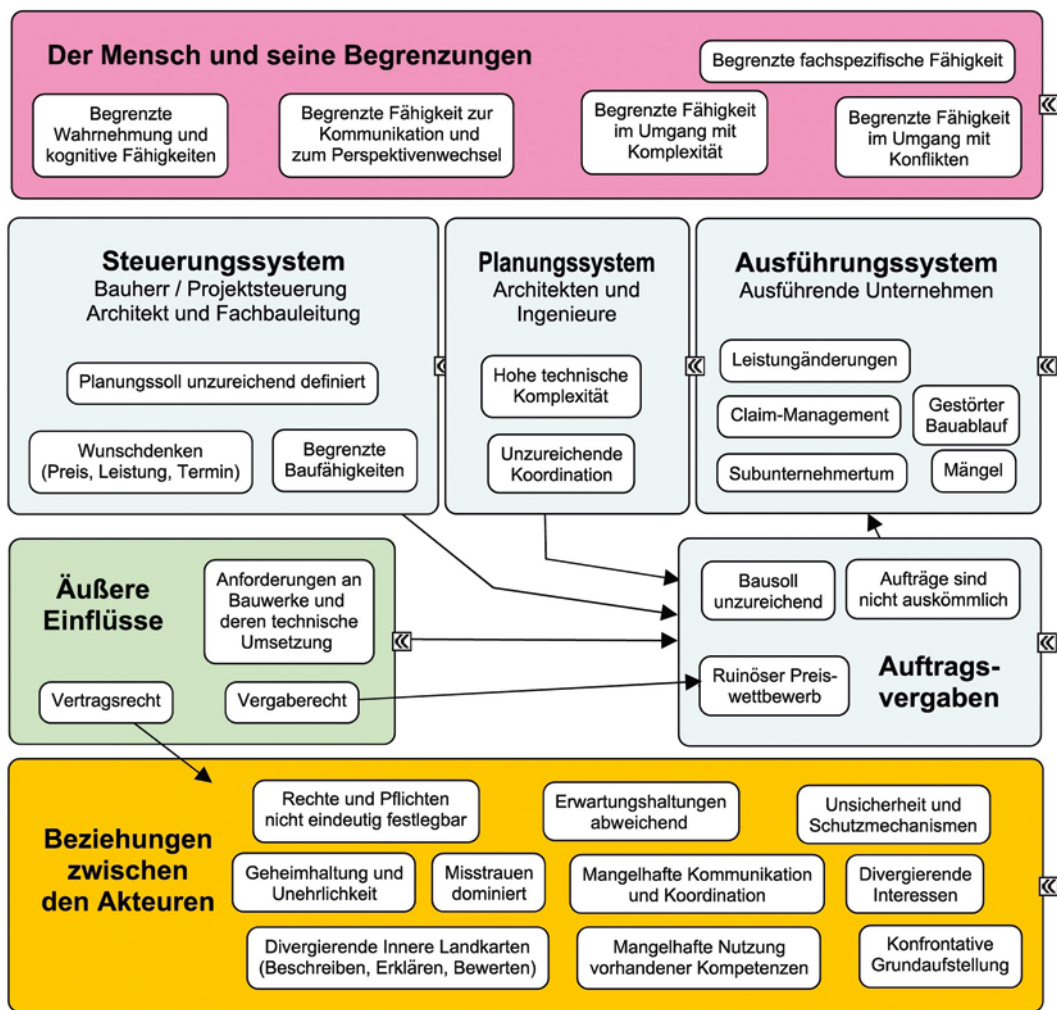 Der Mensch und seine Begrenzungen
Begrenzte fachspezifische Fähigkeit
Begrenzte
Wahrnehmung und
kognitive Fähigkeiten
Begrenzte Fähigkeit zur
Kommunikation und
zum Perspektivenwechsel
Begrenzte Fähigkeit
im Umgang mit
Komplexität
Begrenzte Fähigkeit
im Umgang mit
Konflikten
Steuerungssystem
Bauherr / Projektsteuerung
Architekt und Fachbauleitung
Planungssoll unzureichend definiert
Wunschdenken
(Preis, Leistung, Termin)
Begrenzte
Baufähigkeiten
Planungssystem
Architekten und
Ingenieure
Hohe technische
Komplexität
Unzureichende
Koordination
Ausführungssystem
Ausführende Unternehmen
Leistungänderungen
Claim-Management
Gestörter
Bauablauf
Subunternehmertum
Mängel
Äußere
Einflüsse
Anforderungen an
Bauwerke und
deren technische
Umsetzung
Vertragsrecht
Vergaberecht
Bausoll
unzureichend
Aufträge sind
nicht auskömmlich
Ruinöser Preis-
wettbewerb
Auftrags-
vergaben
Beziehungen
zwischen
den Akteuren
Rechte und Pflichten
nicht eindeutig festlegbar
Erwartungshaltungen
abweichend
Unsicherheit und
Schutzmechanismen
Geheimhaltung und
Unehrlichkeit
Misstrauen
dominiert
Mangelhafte Kommunikation
und Koordination
Divergierende
Interessen
Divergierende Innere Landkarten
(Beschreiben, Erklären, Bewerten)
Mangelhafte Nutzung
vorhandener Kompetenzen
Konfrontative
Grundaufstellung